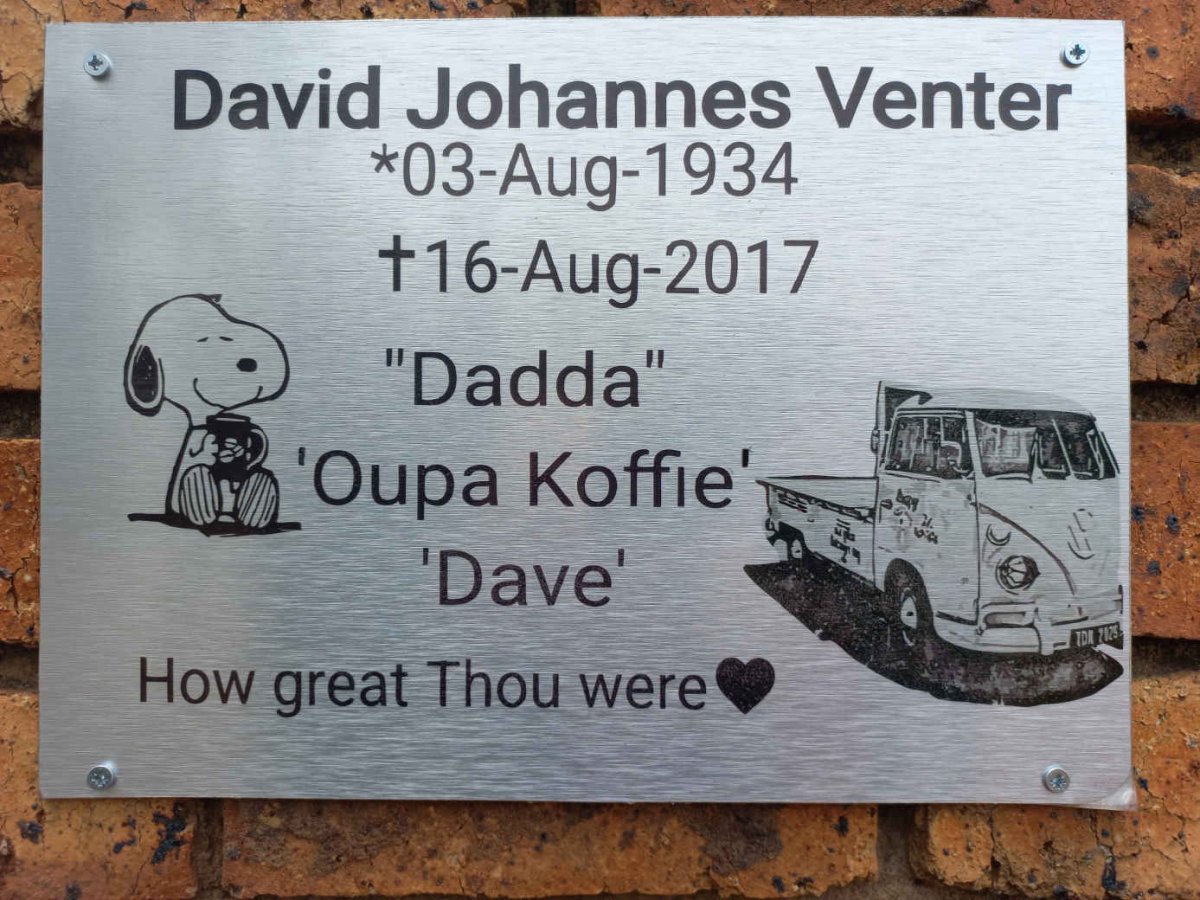 David Johannes Venter
*03-Aug-1934
✝16-Aug-2017
"Dadda"
'Oupa Koffie'
'Dave'
How great Thou were♥